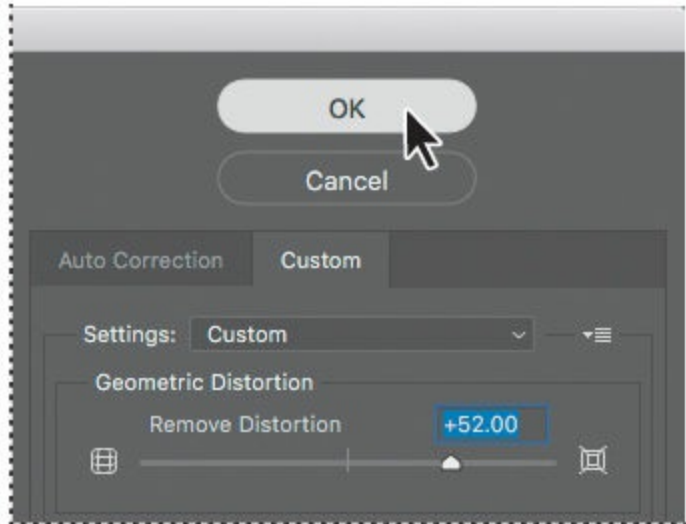 OK
Cancel
Auto Correction Custom
Settings: Custom
Geometric Distortion
Remove Distortion +52.00